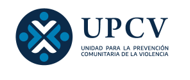 UPCV
UNIDAD PARA LA PREVENCIÓN
COMUNITARIA DE LA VIOLENCIA